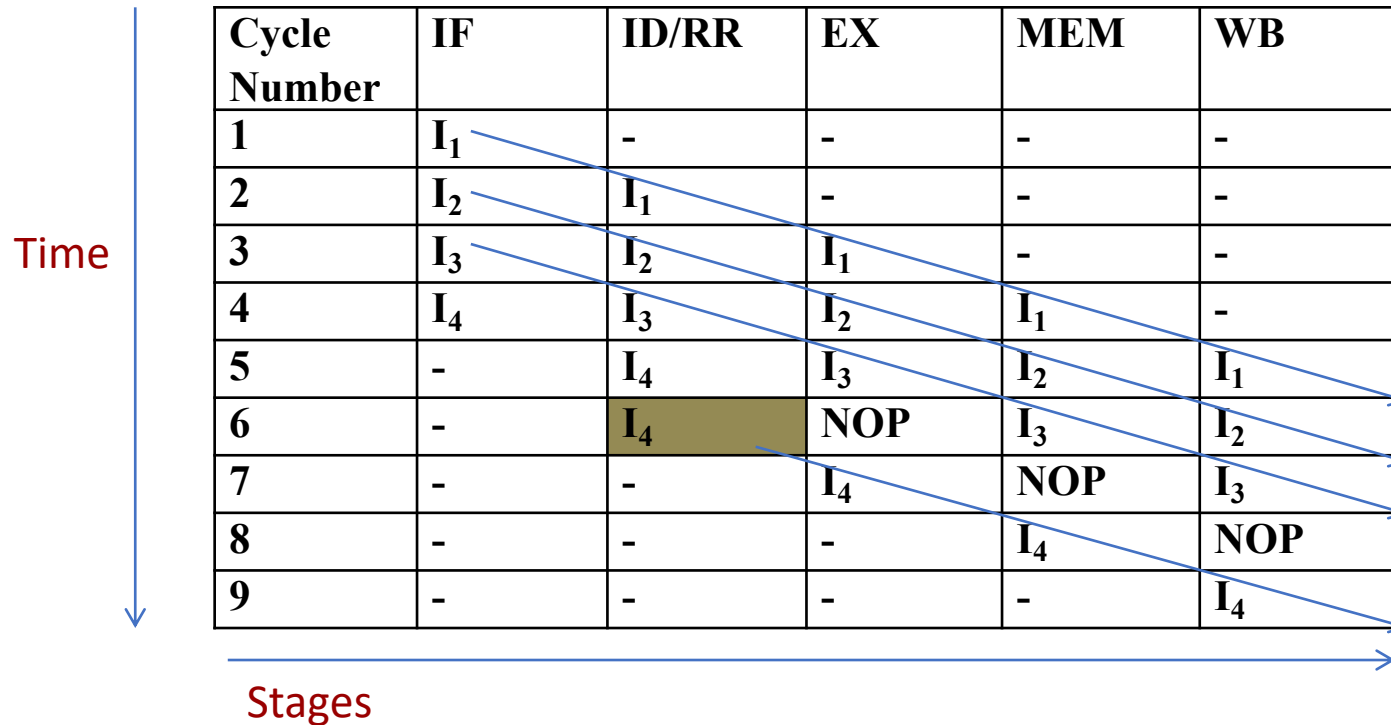 Cycle Number IF ID/RR EX MEM WB
1 I₁ - - - -
2 I₂ I₁ - - -
Time
3 I₃ I₂ I₁ - -
4 I₄ I₃ I₂ I₁ -
5 - I₄ I₃ I₂ I₁
6 - I₄ NOP I₃ I₂
7 - - I₄ NOP I₃
8 - - - I₄ NOP
9 - - - - I₄
Stages